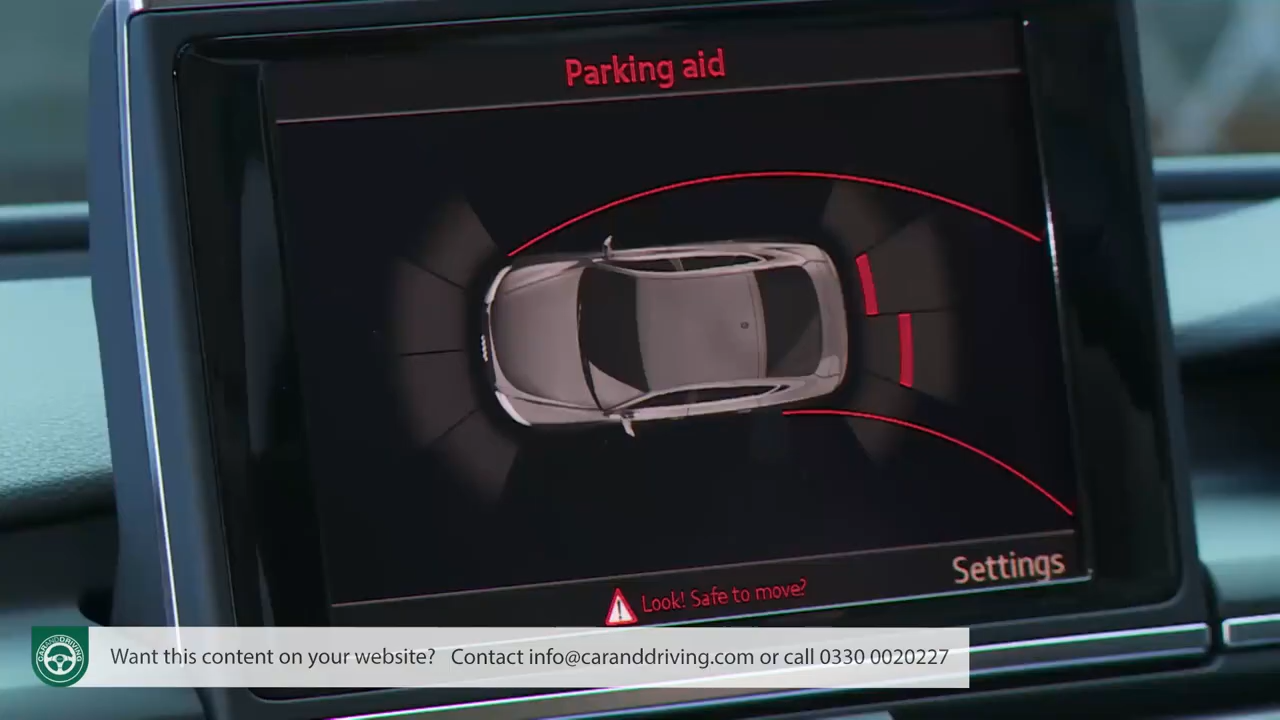 Parking aid
Settings
Look! Safe to move?
CARANDDRIVING
Want this content on your website? Contact info@caranddriving.com or call 0330 0020227